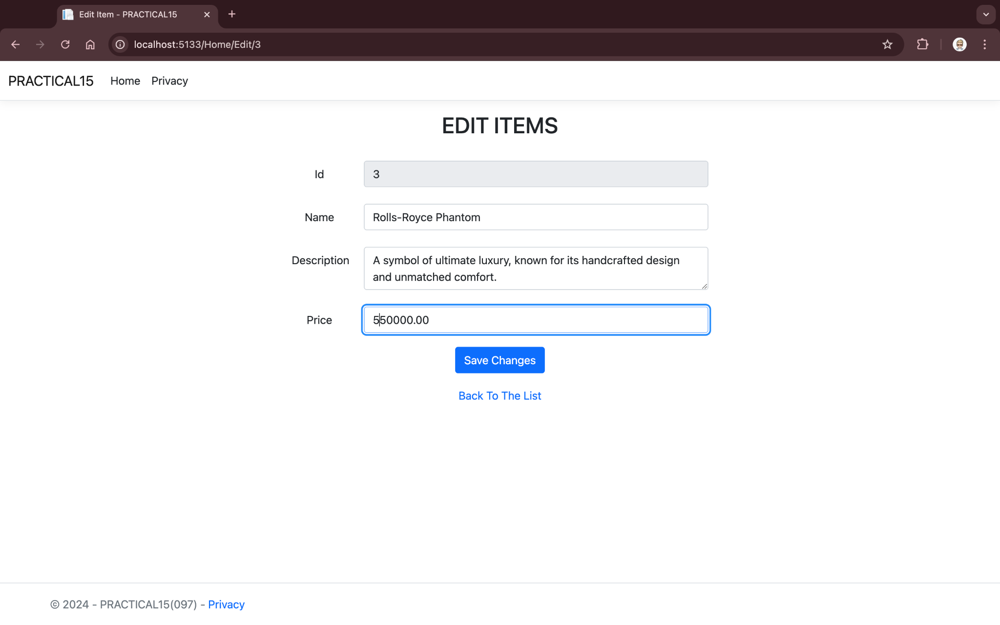 Edit Item - PRACTICAL15
localhost:5133/Home/Edit/3
PRACTICAL15 Home Privacy
EDIT ITEMS
Id 3
Name Rolls-Royce Phantom
Description A symbol of ultimate luxury, known for its handcrafted design
and unmatched comfort.
Price 550000.00
Save Changes
Back To The List
© 2024 - PRACTICAL15(097) - Privacy